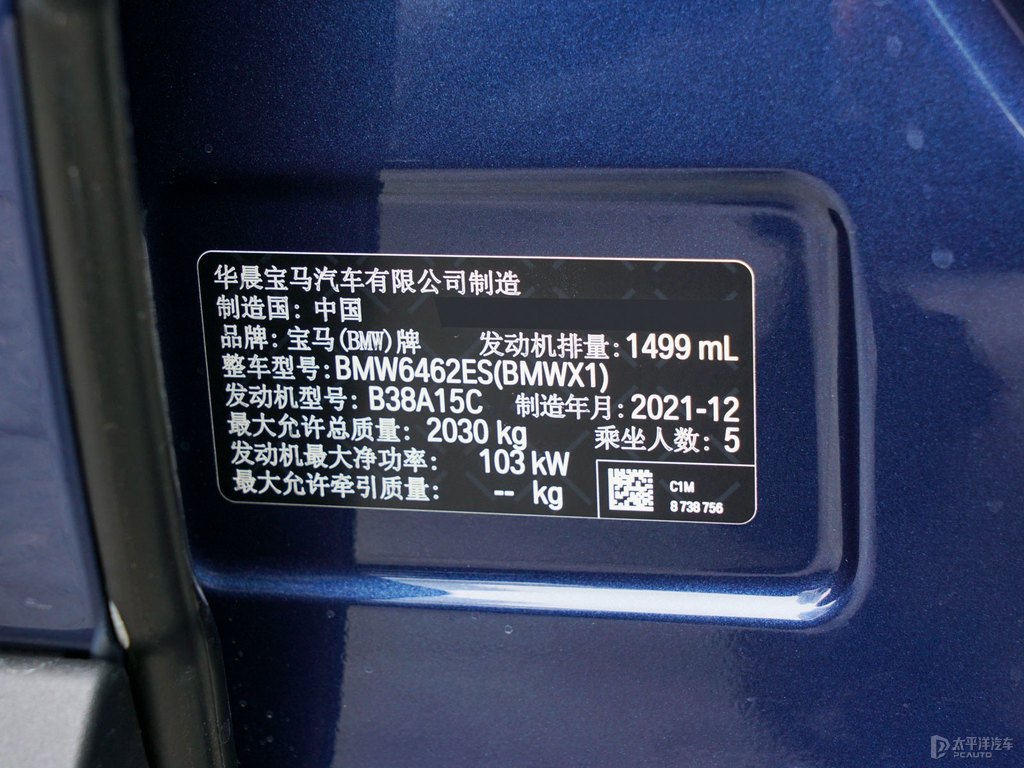 华晨宝马汽车有限公司制造
制造国：中国
品牌：宝马(BMW)牌 发动机排量：1499 mL
整车型号：BMW6462ES(BMWX1)
发动机型号：B38A15C 制造年月：2021-12
最大允许总质量：2030 kg 乘坐人数：5
发动机最大净功率：103 kW
最大允许牵引质量：-- kg
C1M
8 738 756
太平洋汽车
PCAUTO